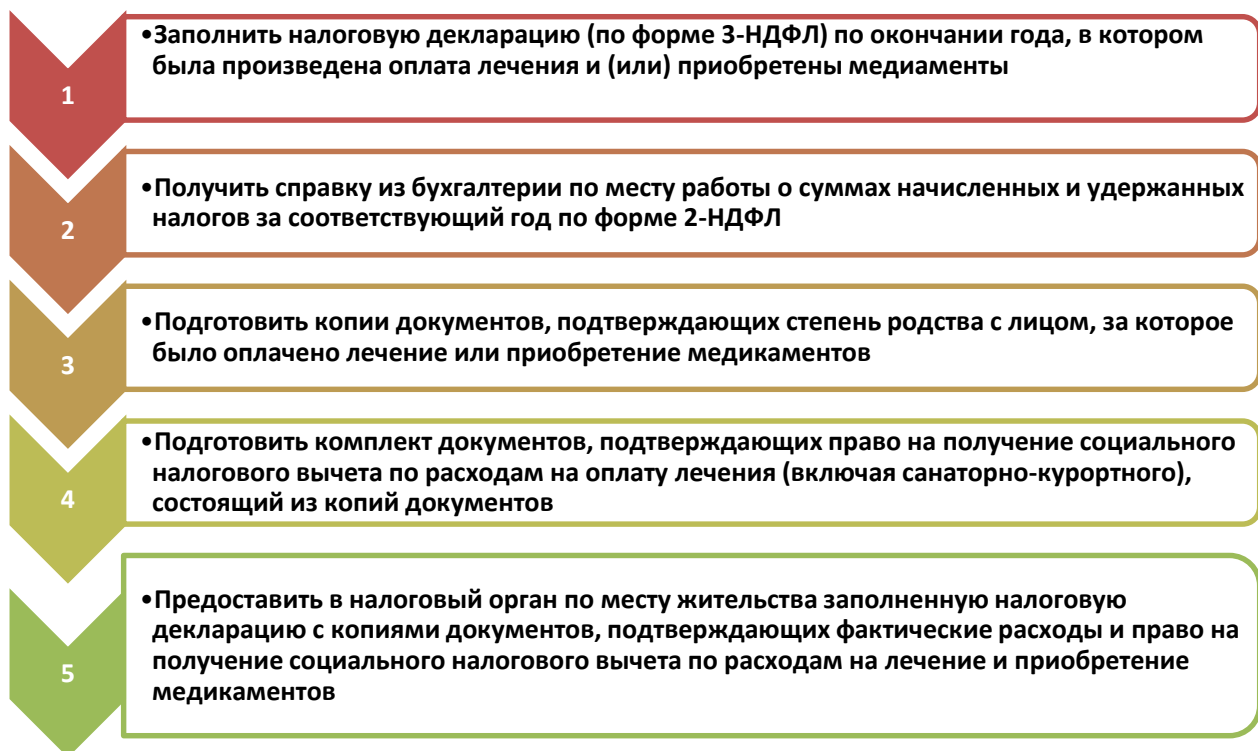 •Заполнить налоговую декларацию (по форме 3-НДФЛ) по окончании года, в котором
была произведена оплата лечения и (или) приобретены медиаменты
1
•Получить справку из бухгалтерии по месту работы о суммах начисленных и удержанных
налогов за соответствующий год по форме 2-НДФЛ
2
•Подготовить копии документов, подтверждающих степень родства с лицом, за которое
было оплачено лечение или приобретение медикаментов
3
•Подготовить комплект документов, подтверждающих право на получение социального
налогового вычета по расходам на оплату лечения (включая санаторно-курортного),
состоящий из копий документов
4
•Предоставить в налоговый орган по месту жительства заполненную налоговую
декларацию с копиями документов, подтверждающих фактические расходы и право на
получение социального налогового вычета по расходам на лечение и приобретение
медикаментов
5